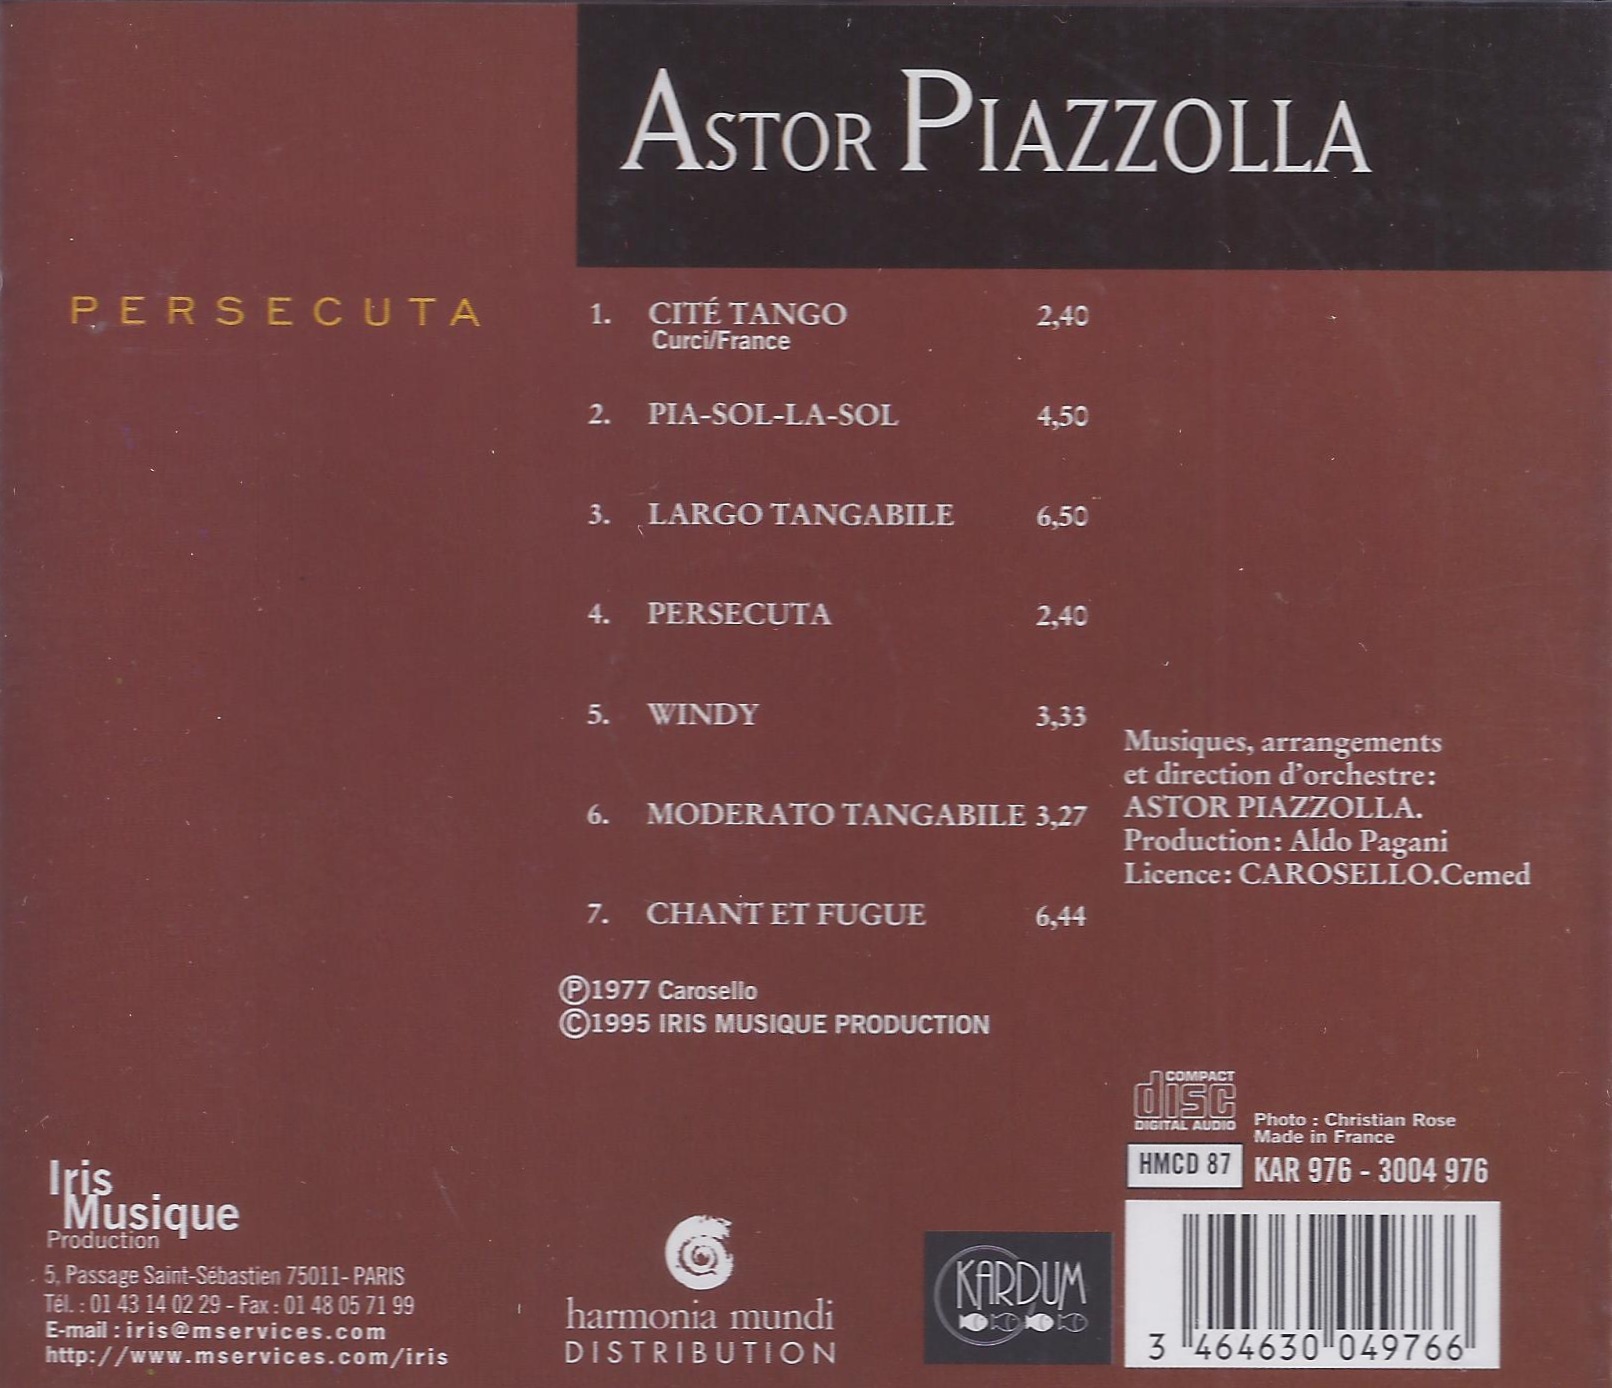 ASTOR PIAZZOLLA
PERSECUTA
1. CITÉ TANGO 2,40
Curci/France
2. PIA-SOL-LA-SOL 4,50
3. LARGO TANGABILE 6,50
4. PERSECUTA 2,40
5. WINDY 3,33
6. MODERATO TANGABILE 3,27
7. CHANT ET FUGUE 6,44
Musiques, arrangements
et direction d'orchestre:
ASTOR PIAZZOLLA.
Production: Aldo Pagani
Licence: CAROSELLO.Cemed
Ⓟ1977 Carosello
©1995 IRIS MUSIQUE PRODUCTION
COMPACT
disc
DIGITAL AUDIO
Photo : Christian Rose
Made in France
HMCD 87
KAR 976 - 3004 976
Iris
Musique
Production
5, Passage Saint-Sébastien 75011- PARIS
Tél. : 01 43 14 02 29 - Fax : 01 48 05 71 99
E-mail : iris@mservices.com
http://www.mservices.com/iris
harmonia mundi
DISTRIBUTION
KARDUM
3 464630 049766